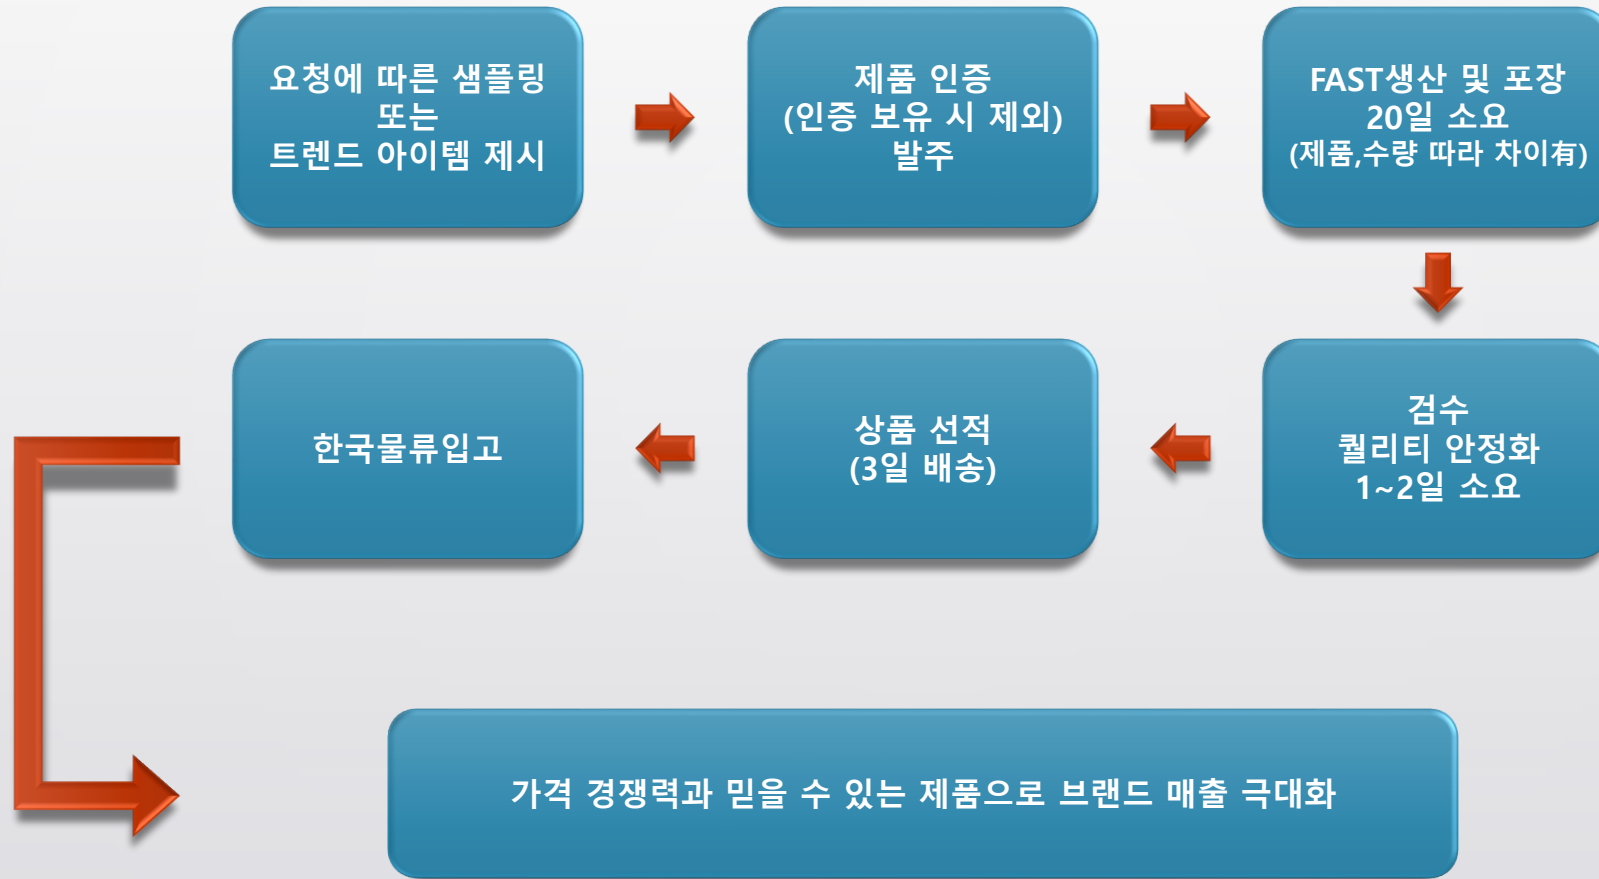 요청에 따른 샘플링
또는
트렌드 아이템 제시
제품 인증
(인증 보유 시 제외)
발주
FAST생산 및 포장
20일 소요
(제품,수량 따라 차이有)
검수
퀄리티 안정화
1~2일 소요
상품 선적
(3일 배송)
한국물류입고
가격 경쟁력과 믿을 수 있는 제품으로 브랜드 매출 극대화